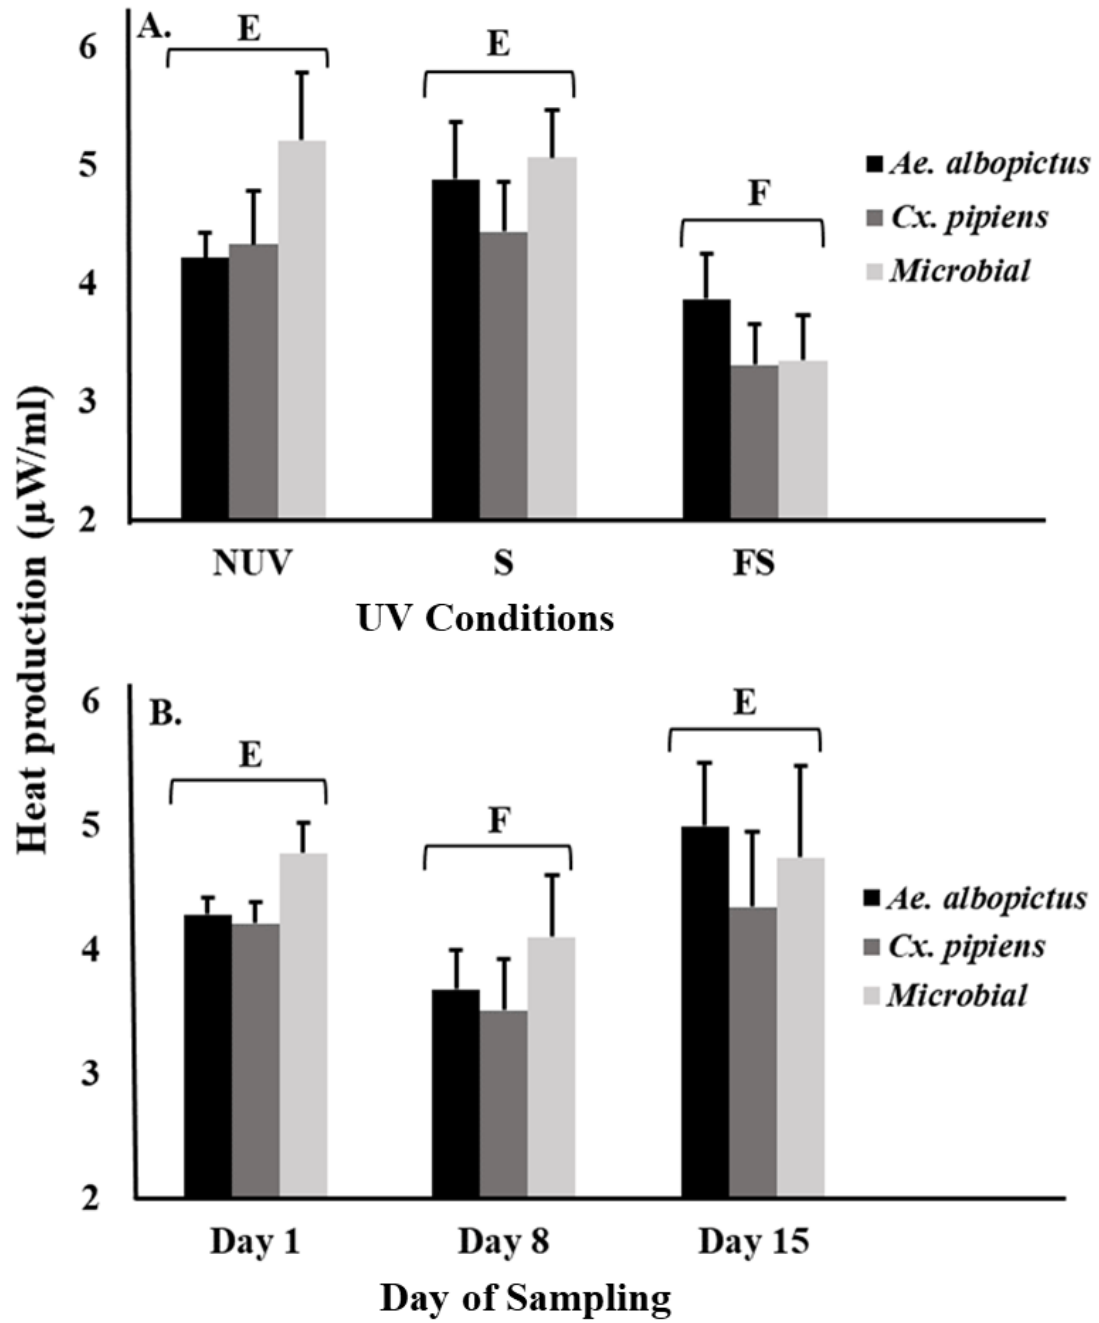 A.
E
E
F
6
5
4
3
2
Ae. albopictus
Cx. pipiens
Microbial
NUV
S
FS
UV Conditions
Heat production (µW/ml)
B.
E
F
E
6
5
4
3
2
Ae. albopictus
Cx. pipiens
Microbial
Day 1
Day 8
Day 15
Day of Sampling